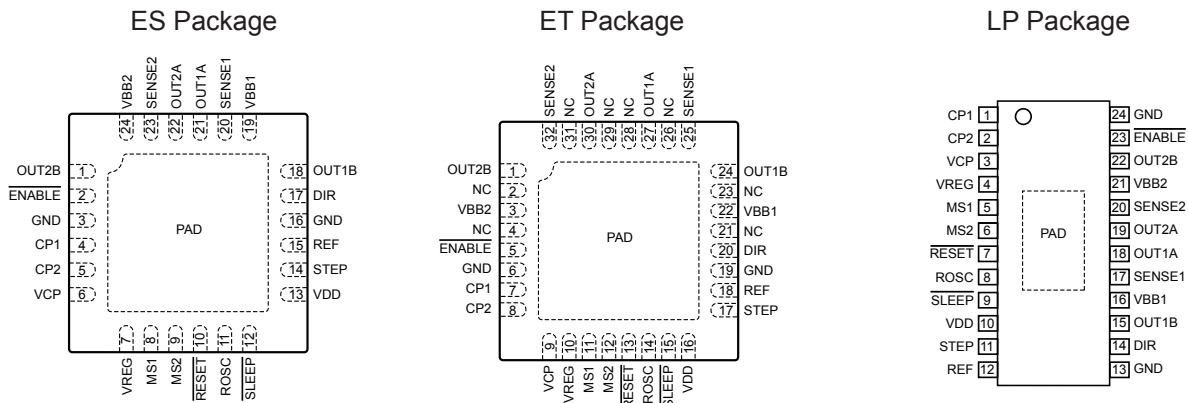 ES Package
ET Package
LP Package
24 VBB2
23 SENSE2
22 OUT2A
21 OUT1A
20 SENSE1
19 VBB1
OUT2B 1
ENABLE 2
GND 3
CP1 4
CP2 5
VCP 6
PAD
18 OUT1B
17 DIR
16 GND
15 REF
14 STEP
13 VDD
VREG 7
MS1 8
MS2 9
RESET 10
ROSC 11
SLEEP 12
32 SENSE2
31 NC
30 OUT2A
29 NC
28 NC
27 OUT1A
26 NC
25 SENSE1
OUT2B 1
NC 2
VBB2 3
NC 4
ENABLE 5
GND 6
CP1 7
CP2 8
PAD
24 OUT1B
23 NC
22 VBB1
21 NC
20 DIR
19 GND
18 REF
17 STEP
VCP 9
VREG 10
MS1 11
MS2 12
RESET 13
ROSC 14
SLEEP 15
VDD 16
CP1 1
CP2 2
VCP 3
VREG 4
MS1 5
MS2 6
RESET 7
ROSC 8
SLEEP 9
VDD 10
STEP 11
REF 12
PAD
24 GND
23 ENABLE
22 OUT2B
21 VBB2
20 SENSE2
19 OUT2A
18 OUT1A
17 SENSE1
16 VBB1
15 OUT1B
14 DIR
13 GND